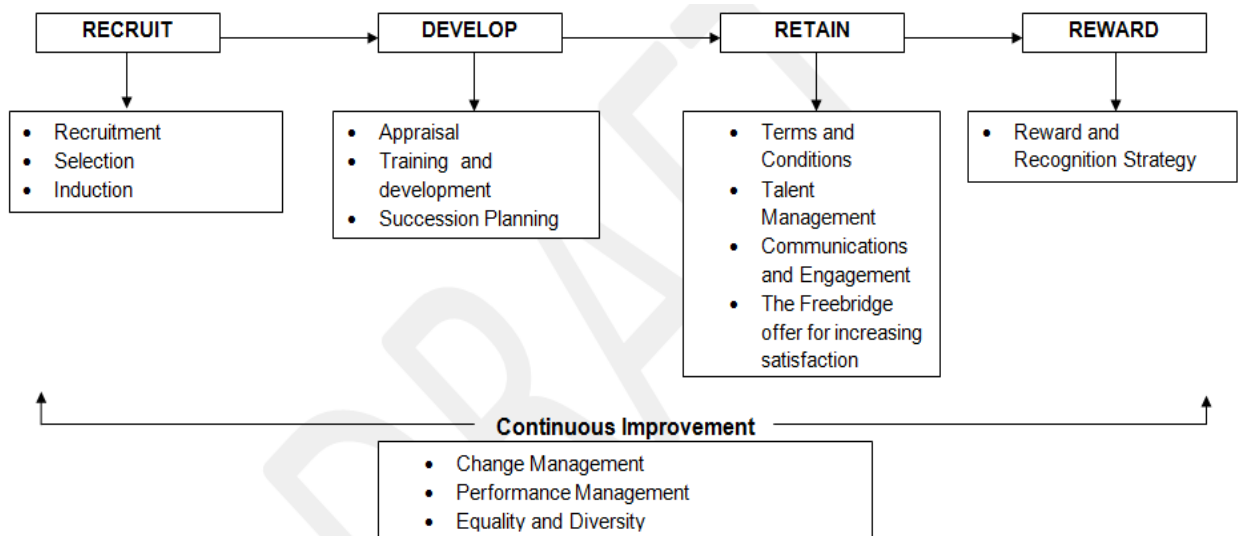 RECRUIT
DEVELOP
RETAIN
REWARD
• Recruitment
• Selection
• Induction
• Appraisal
• Training and
development
• Succession Planning
• Terms and
Conditions
• Talent
Management
• Communications
and Engagement
• The Freebridge
offer for increasing
satisfaction
• Reward and
Recognition Strategy
Continuous Improvement
• Change Management
• Performance Management
• Equality and Diversity
DRAFT